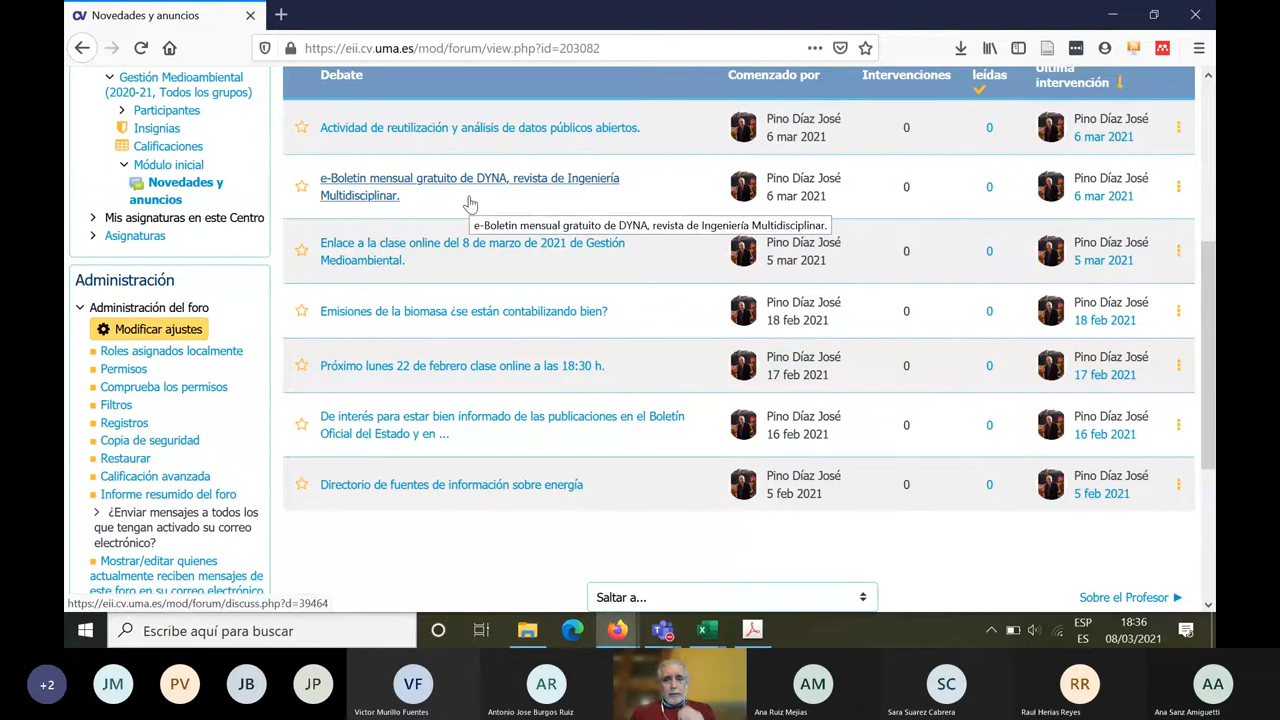 Novedades y anuncios
https://eii.cv.uma.es/mod/forum/view.php?id=203082
Gestión Medioambiental
(2020-21, Todos los grupos)
Participantes
Insignias
Calificaciones
Módulo inicial
Novedades y
anuncios
Mis asignaturas en este Centro
Asignaturas
Administración
Administración del foro
Modificar ajustes
Roles asignados localmente
Permisos
Comprueba los permisos
Filtros
Registros
Copia de seguridad
Restaurar
Calificación avanzada
Informe resumido del foro
¿Enviar mensajes a todos los
que tengan activado su correo
electrónico?
Mostrar/editar quienes
actualmente reciben mensajes de
este foro en su correo electrónico
https://eii.cv.uma.es/mod/forum/discuss.php?d=39464
Debate
Comenzado por
Intervenciones
leídas
Última
intervención
Actividad de reutilización y análisis de datos públicos abiertos.
Pino Díaz José
6 mar 2021
0
0
Pino Díaz José
6 mar 2021
e-Boletin mensual gratuito de DYNA, revista de Ingeniería
Multidisciplinar.
Pino Díaz José
6 mar 2021
0
0
Pino Díaz José
6 mar 2021
e-Boletin mensual gratuito de DYNA, revista de Ingeniería Multidisciplinar.
Enlace a la clase online del 8 de marzo de 2021 de Gestión
Medioambiental.
Pino Díaz José
5 mar 2021
0
0
Pino Díaz José
5 mar 2021
Emisiones de la biomasa ¿se están contabilizando bien?
Pino Díaz José
18 feb 2021
0
0
Pino Díaz José
18 feb 2021
Próximo lunes 22 de febrero clase online a las 18:30 h.
Pino Díaz José
17 feb 2021
0
0
Pino Díaz José
17 feb 2021
De interés para estar bien informado de las publicaciones en el Boletín
Oficial del Estado y en ...
Pino Díaz José
16 feb 2021
0
0
Pino Díaz José
16 feb 2021
Directorio de fuentes de información sobre energía
Pino Díaz José
5 feb 2021
0
0
Pino Díaz José
5 feb 2021
Saltar a...
Sobre el Profesor
Escribe aquí para buscar
ESP
ES
18:36
08/03/2021
+2
JM
PV
JB
JP
VF
Victor Murillo Fuentes
AR
Antonio Jose Burgos Ruiz
AM
Ana Ruiz Mejias
SC
Sara Suarez Cabrera
RR
Raul Herias Reyes
AA
Ana Sanz Amiguetti